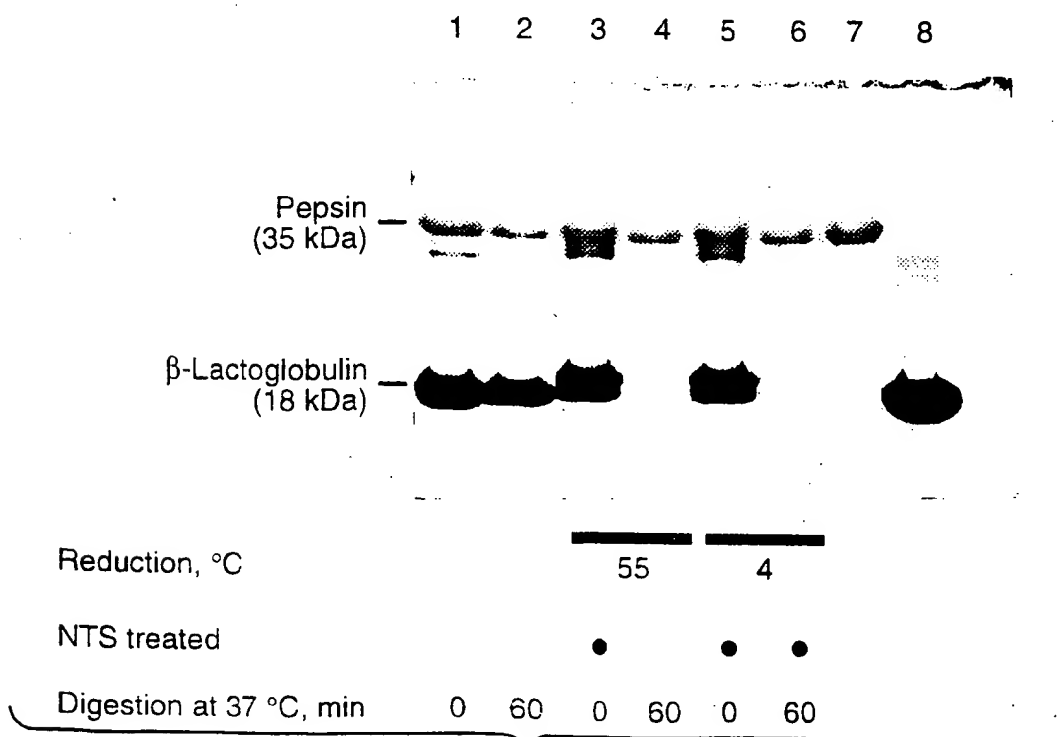 1 2 3 4 5 6 7 8
Pepsin
(35 kDa)
β-Lactoglobulin
(18 kDa)
Reduction, °C 55 4
NTS treated • • •
Digestion at 37 °C, min 0 60 0 60 0 60